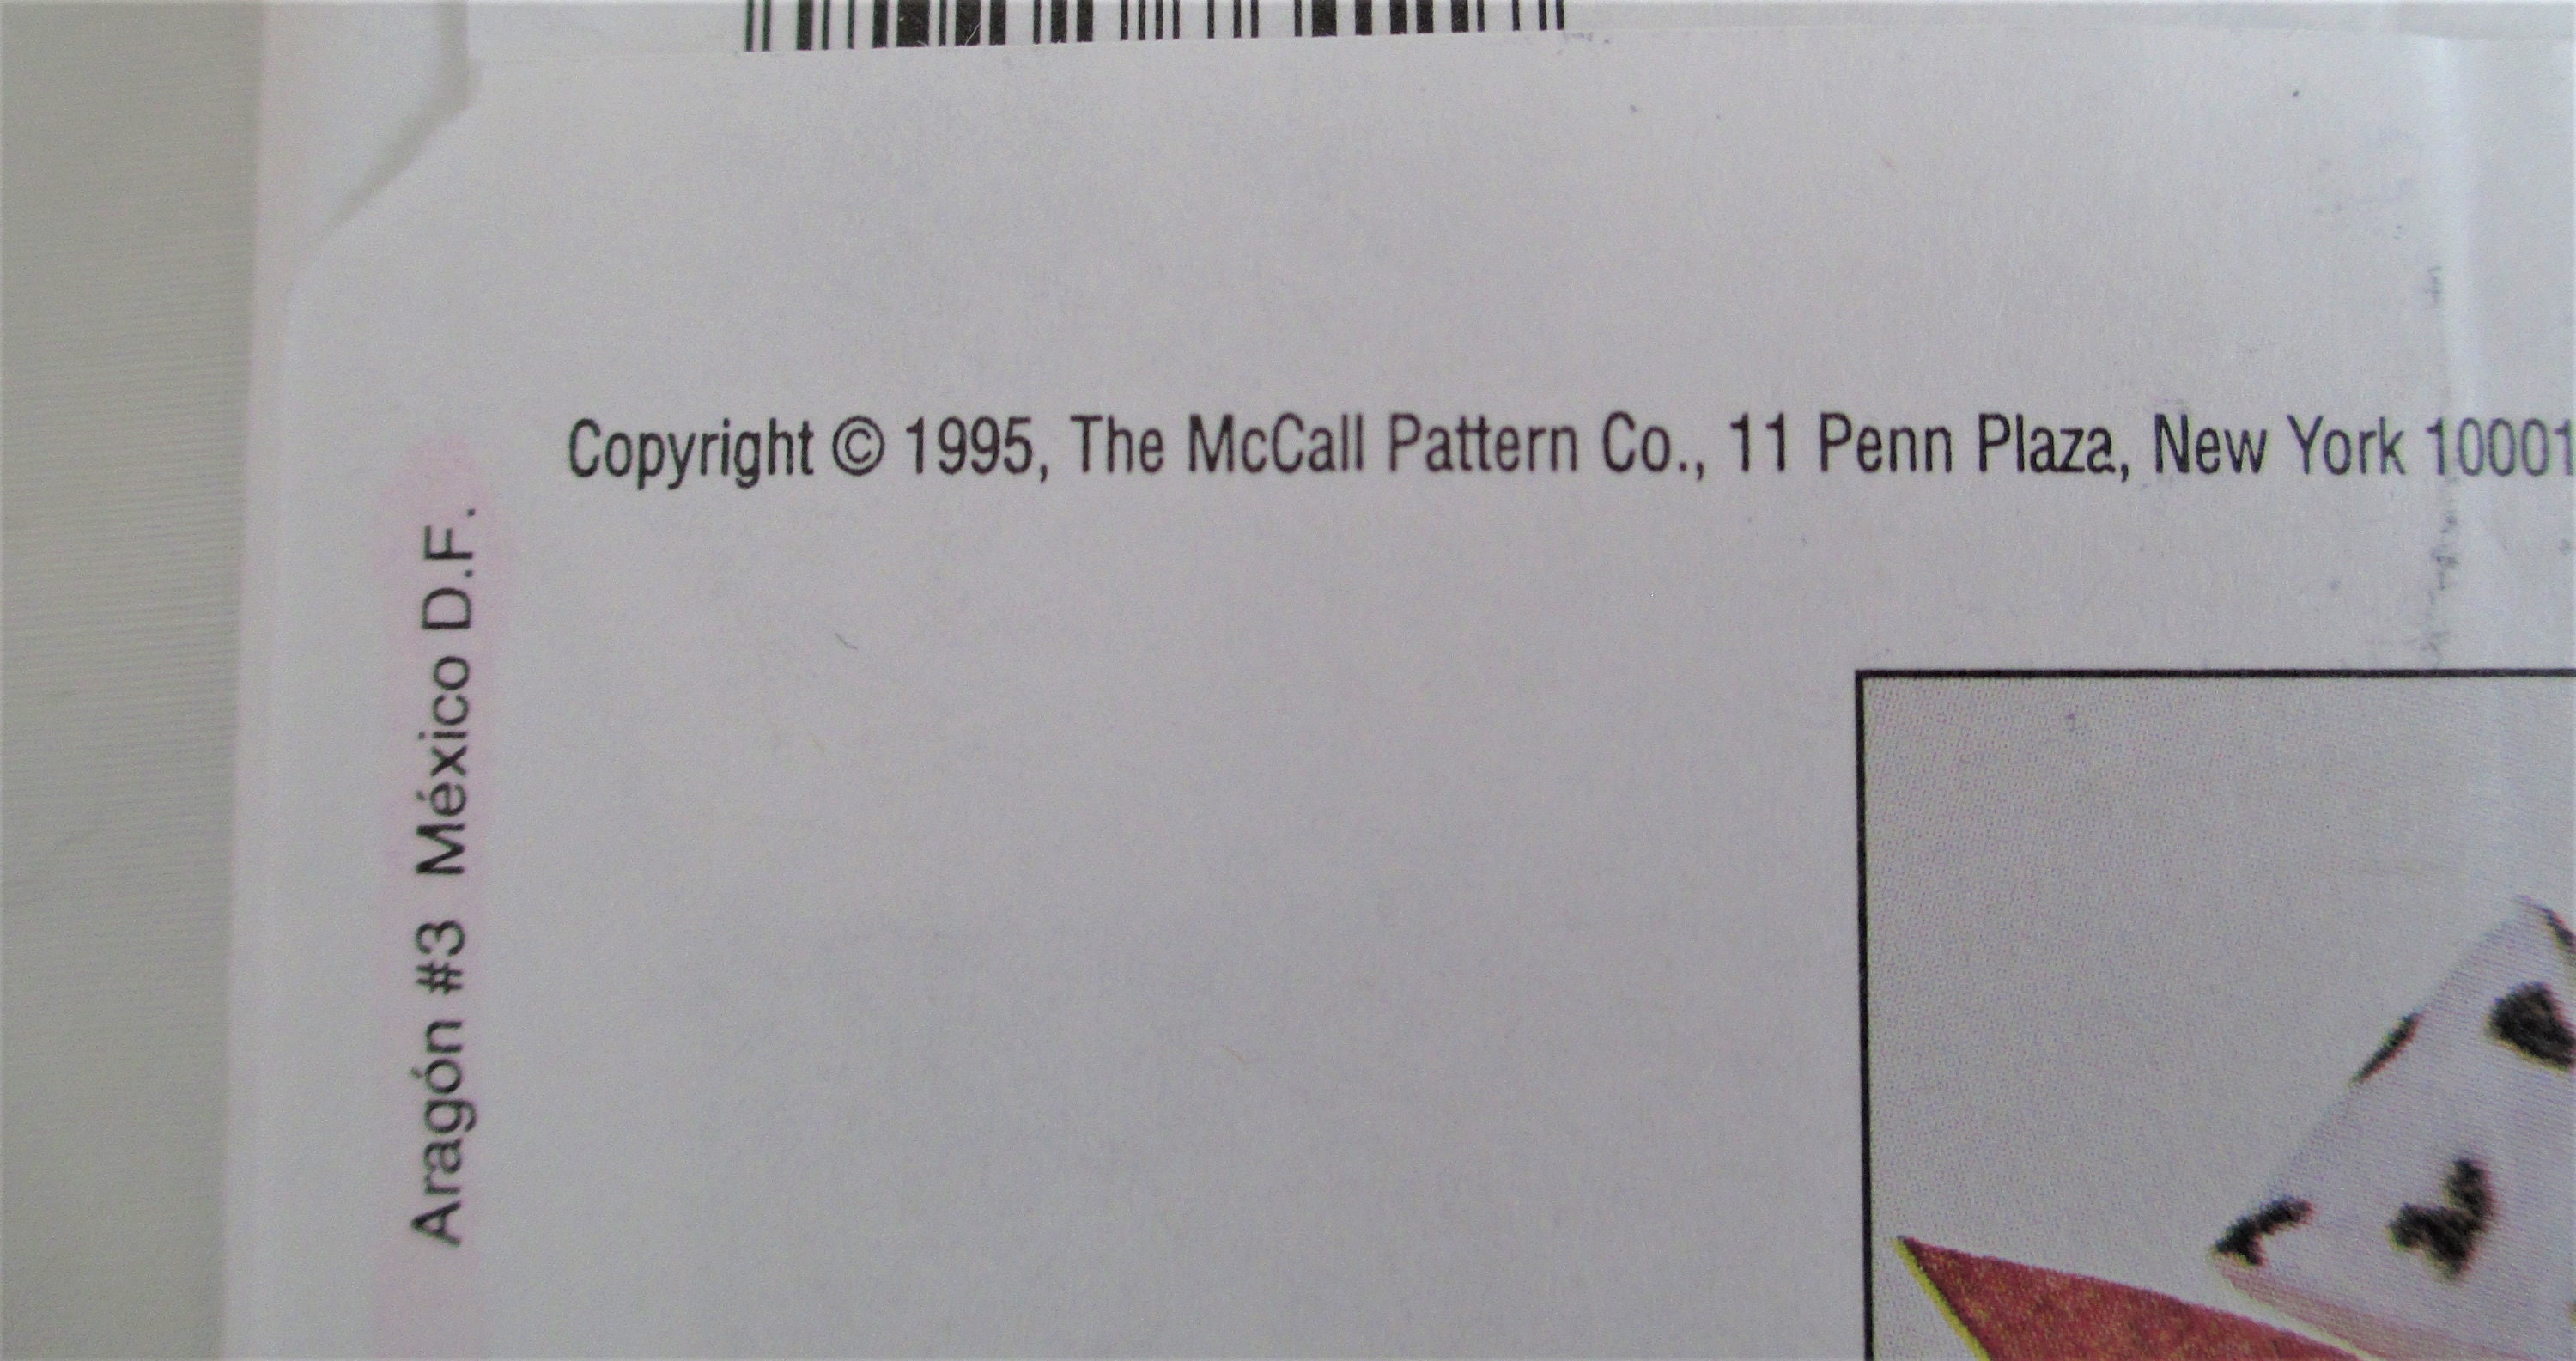 Copyright © 1995, The McCall Pattern Co., 11 Penn Plaza, New York 10001
Aragón #3 México D.F.